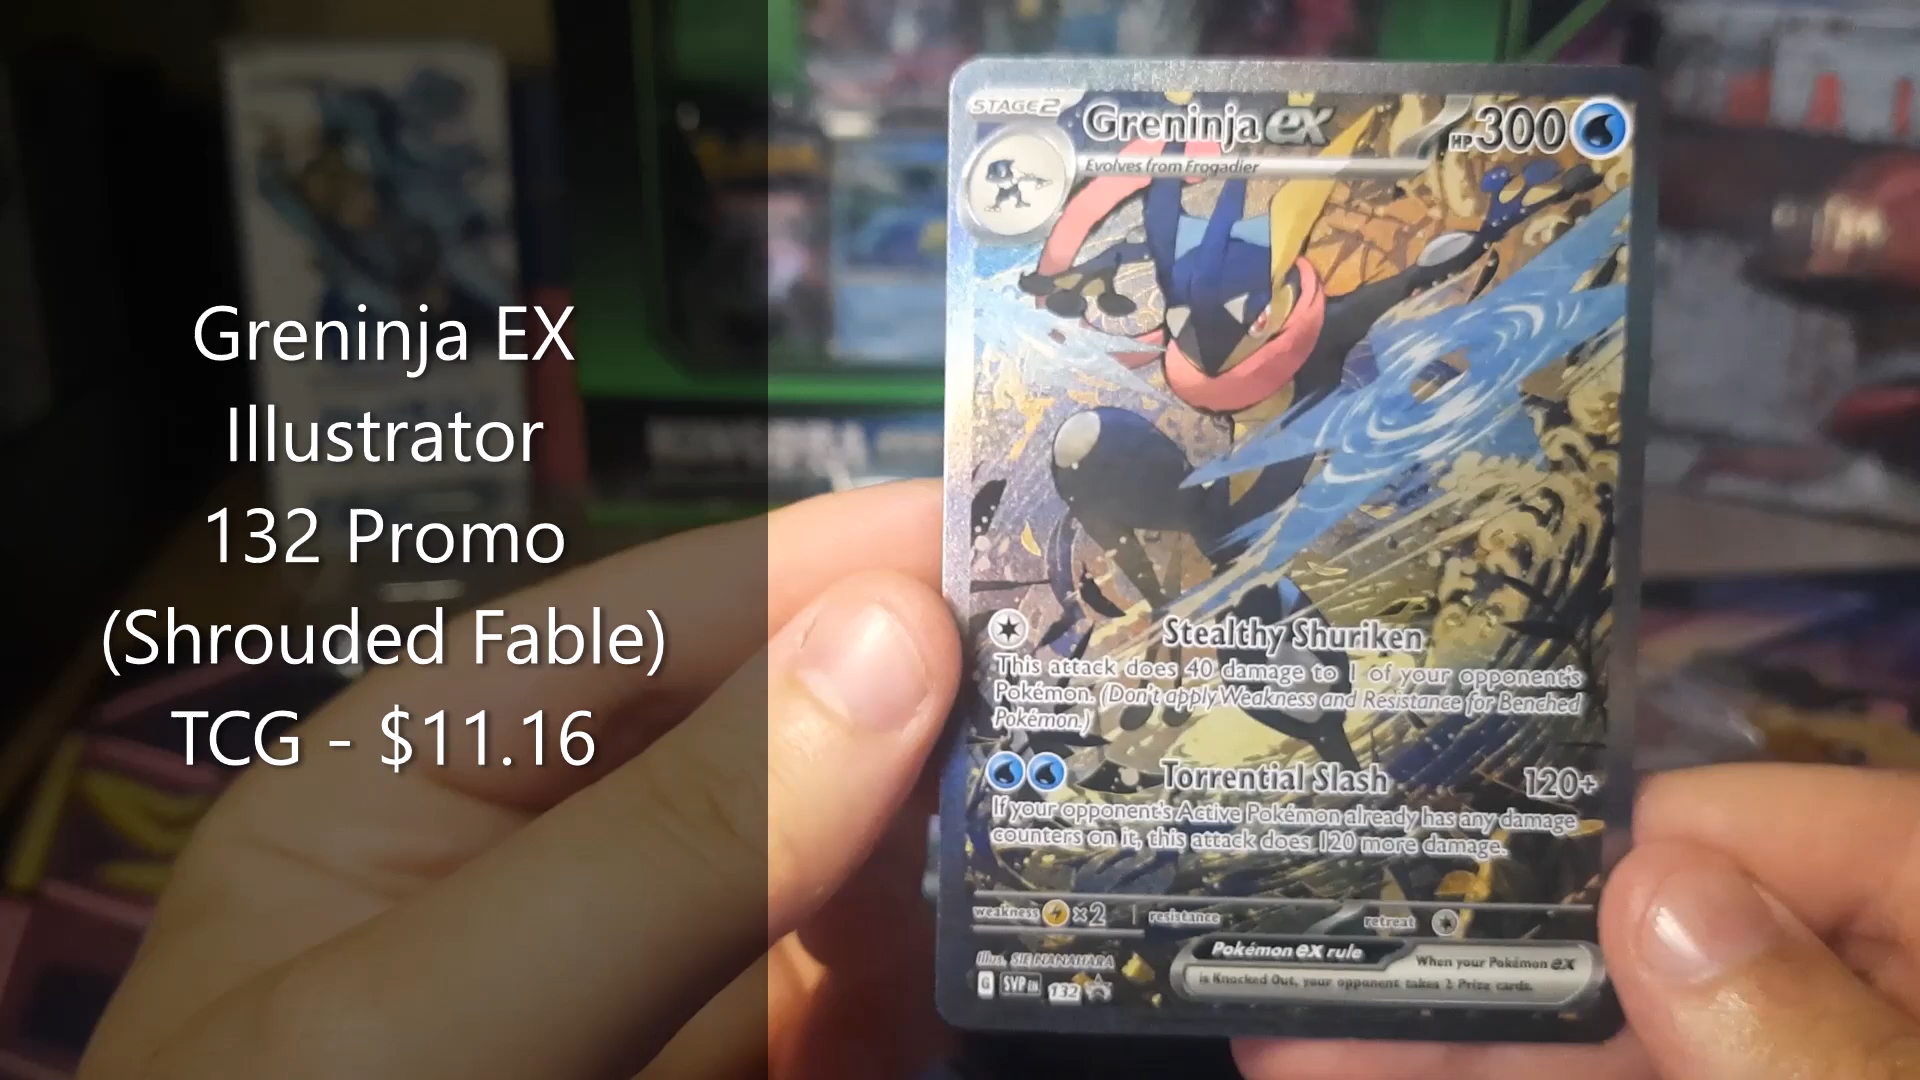 Greninja EX
Illustrator
132 Promo
(Shrouded Fable)
TCG - $11.16
STAGE 2
Greninja ex
HP 300
Evolves from Frogadier
Stealthy Shuriken
This attack does 40 damage to 1 of your opponent's
Pokémon. (Don't apply Weakness and Resistance for Benched
Pokémon.)
Torrential Slash 120+
If your opponent's Active Pokémon already has any damage
counters on it, this attack does 120 more damage.
weakness ×2 resistance retreat
Pokémon ex rule
When your Pokémon ex
is Knocked Out, your opponent takes 2 Prize cards.
Illus. SIE NANAHARA
G SVP EN 132